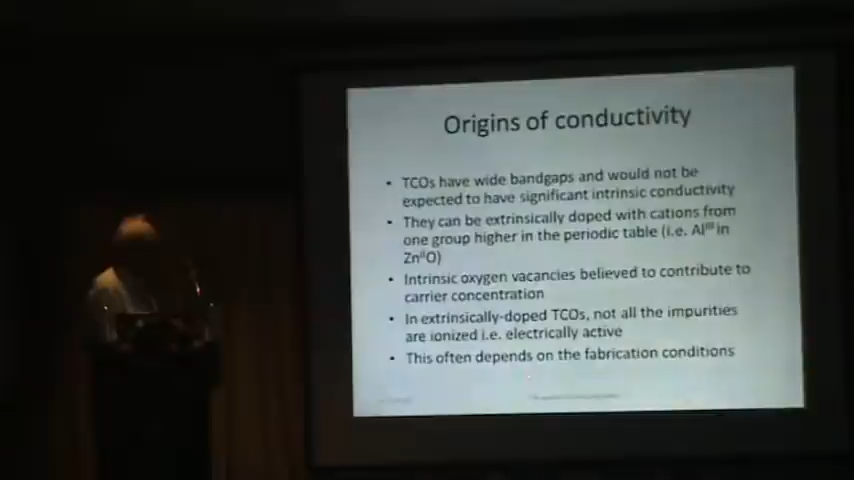 Origins of conductivity
• TCOs have wide bandgaps and would not be
expected to have significant intrinsic conductivity
• They can be extrinsically doped with cations from
one group higher in the periodic table (i.e. Alᴵᴵᴵ in
ZnᴵᴵO)
• Intrinsic oxygen vacancies believed to contribute to
carrier concentration
• In extrinsically-doped TCOs, not all the impurities
are ionized i.e. electrically active
• This often depends on the fabrication conditions